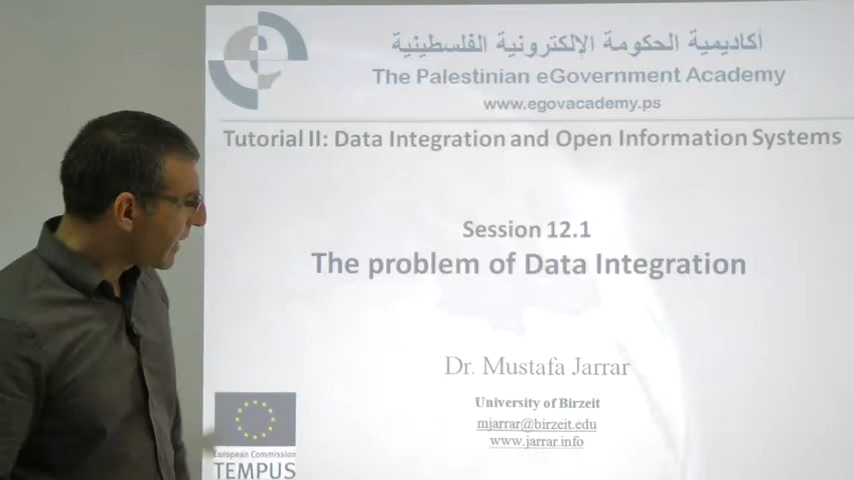 أكاديمية الحكومة الإلكترونية الفلسطينية
The Palestinian eGovernment Academy
www.egovacademy.ps
Tutorial II: Data Integration and Open Information Systems
Session 12.1
The problem of Data Integration
Dr. Mustafa Jarrar
University of Birzeit
mjarrar@birzeit.edu
www.jarrar.info
European Commission
TEMPUS